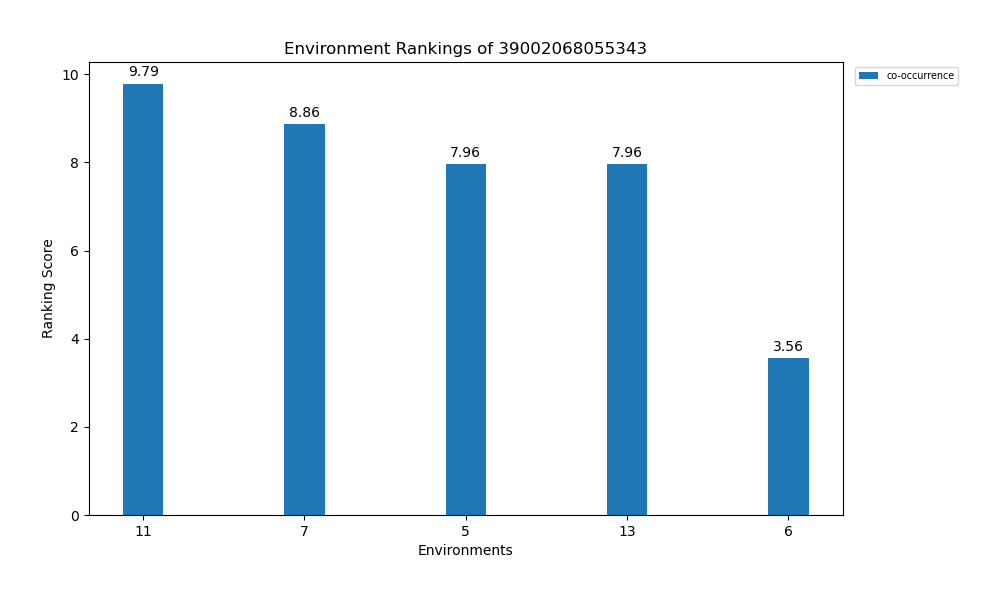 Environment Rankings of 39002068055343
co-occurrence
10
8
6
4
2
0
Ranking Score
9.79
8.86
7.96
7.96
3.56
11 7 5 13 6
Environments